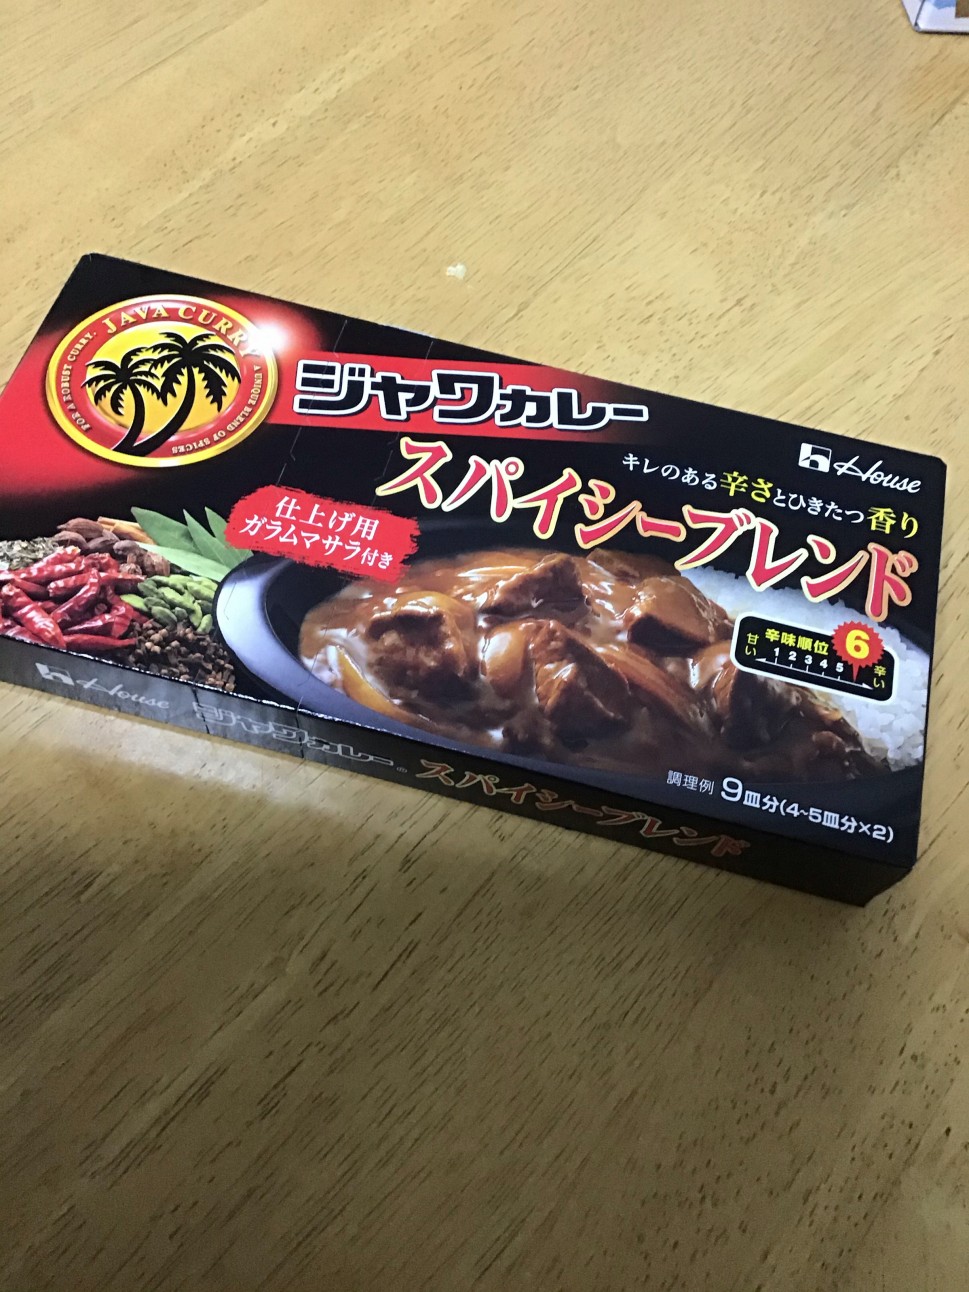 JAVA CURRY
FOR A ROBUST CURRY.
A UNIQUE BLEND OF SPICES
ジャワカレー
House
キレのある辛さとひきたつ香り
スパイシーブレンド
仕上げ用
ガラムマサラ付き
辛味順位 6
甘い 1 2 3 4 5 辛い
調理例 9皿分(4~5皿分×2)
House ジャワカレー® スパイシーブレンド